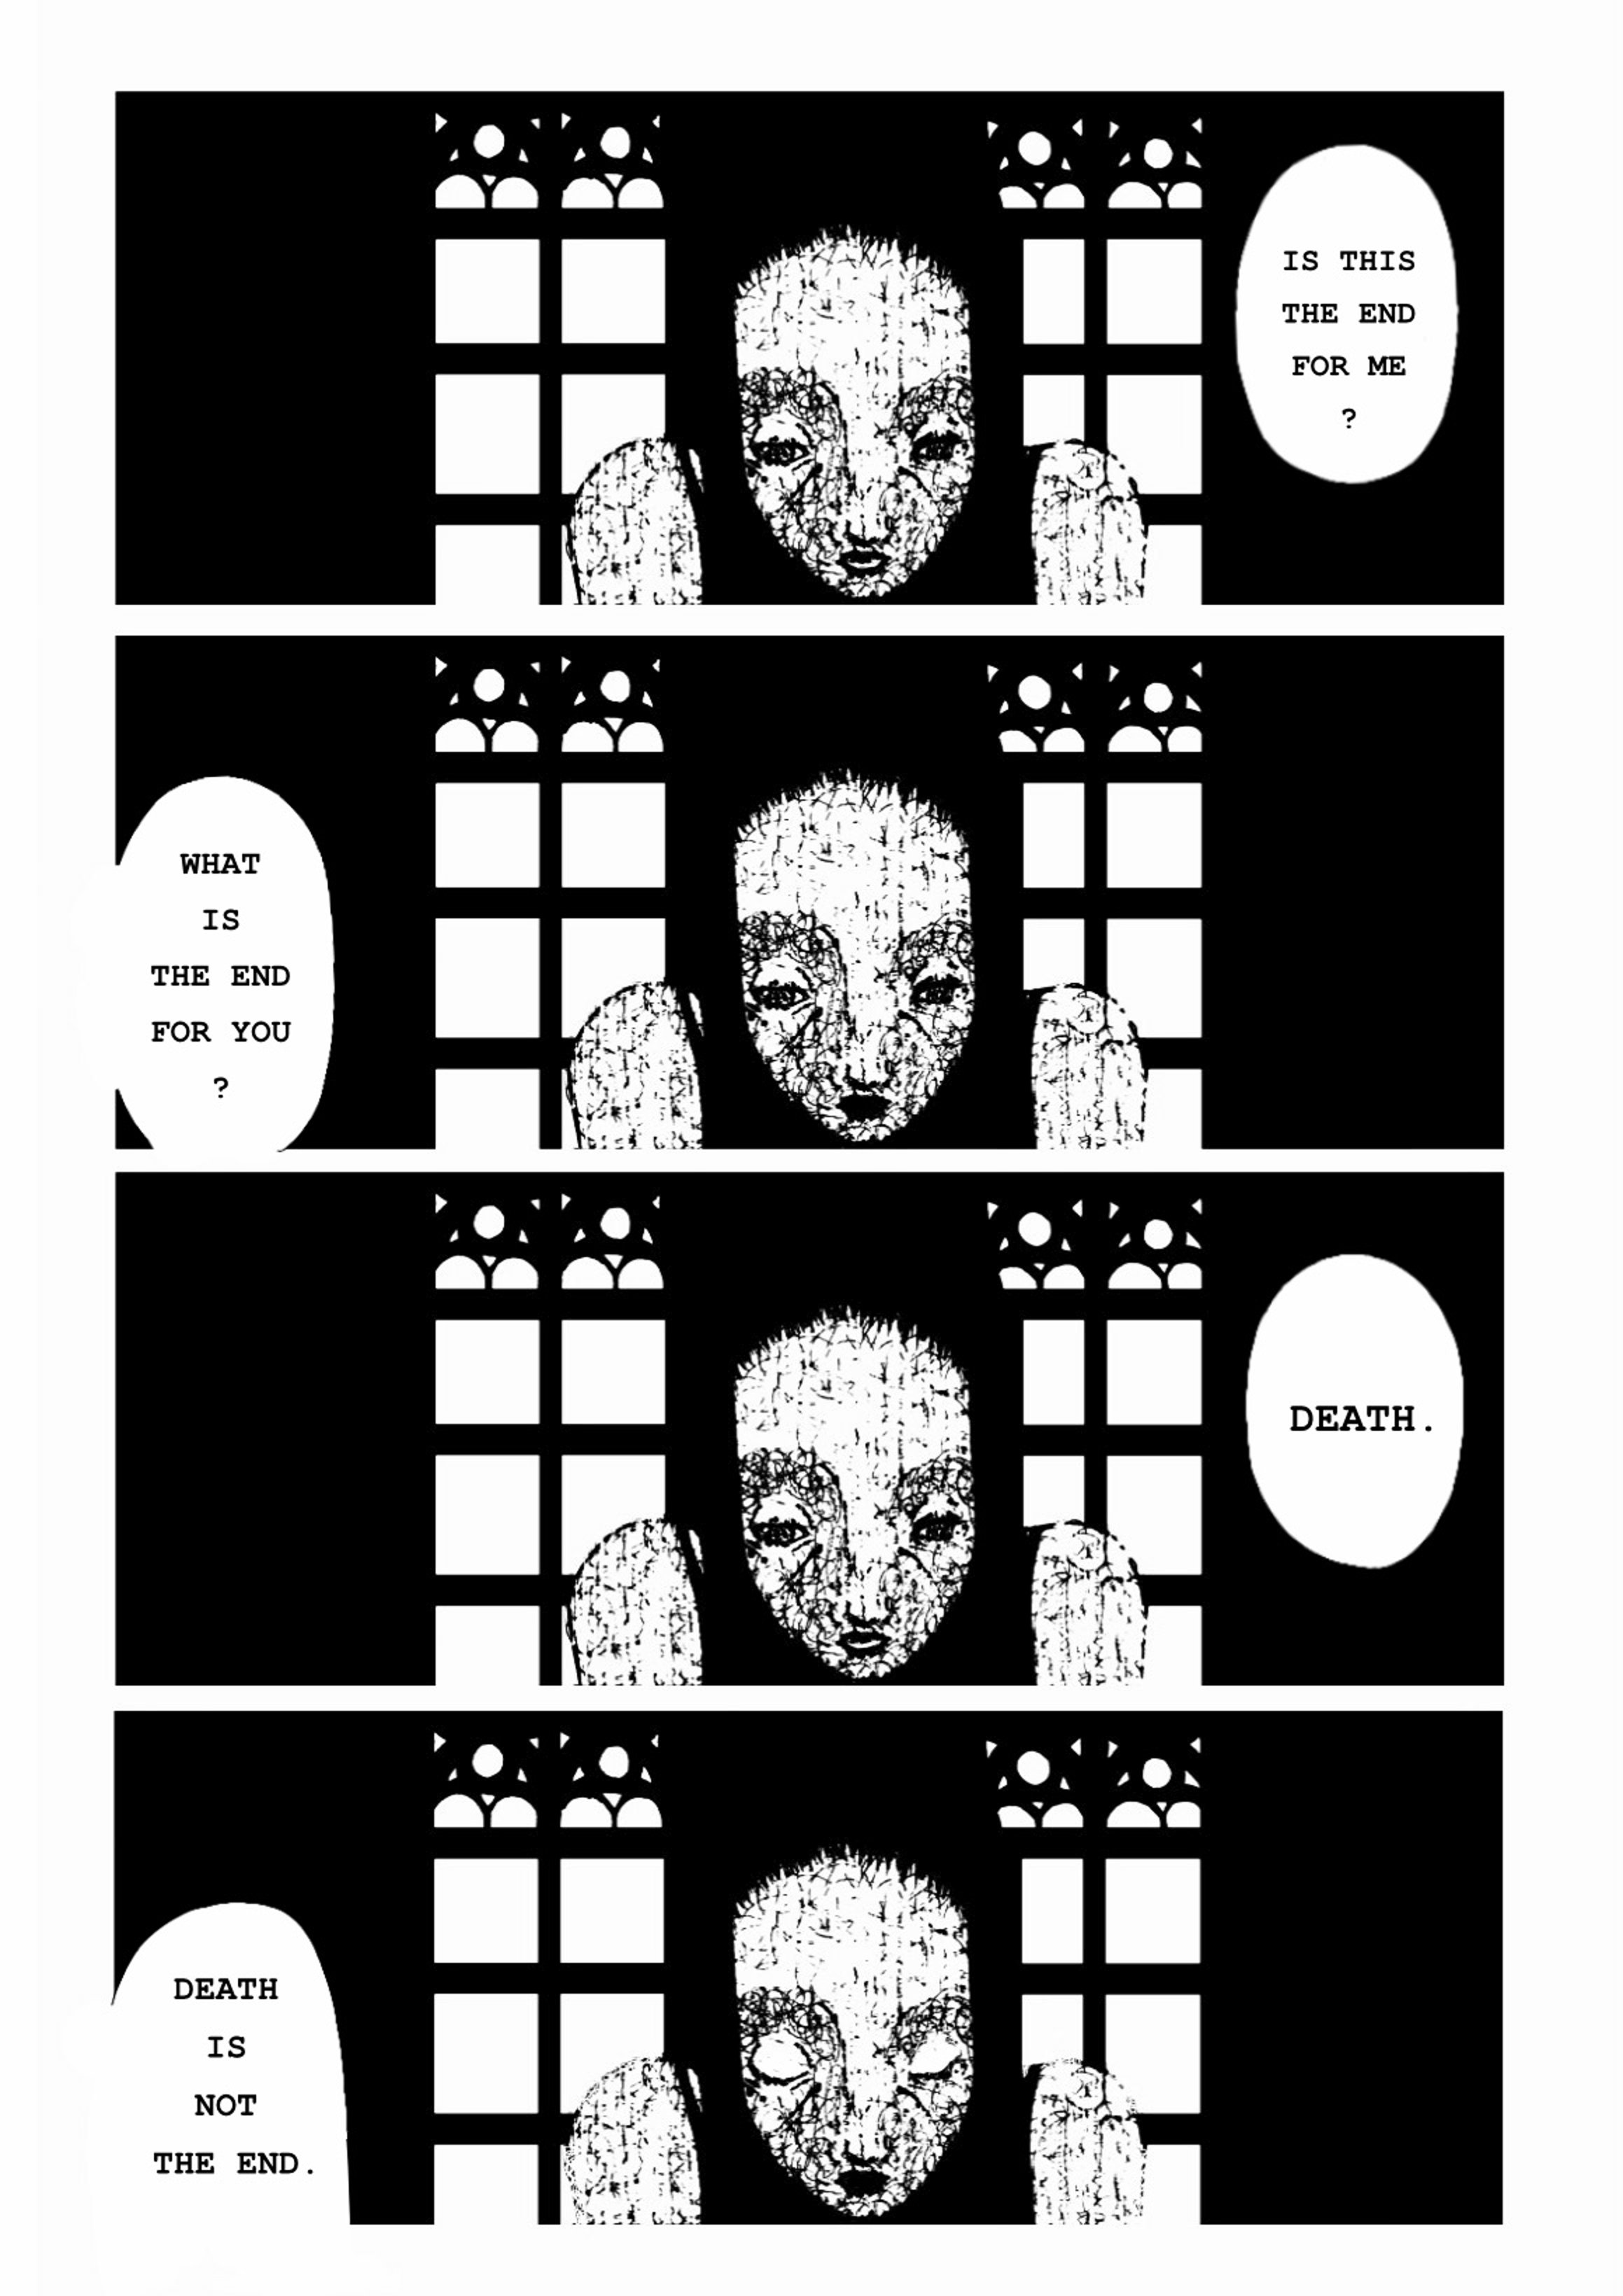 IS THIS
THE END
FOR ME
?
WHAT
IS
THE END
FOR YOU
?
DEATH.
DEATH
IS
NOT
THE END.